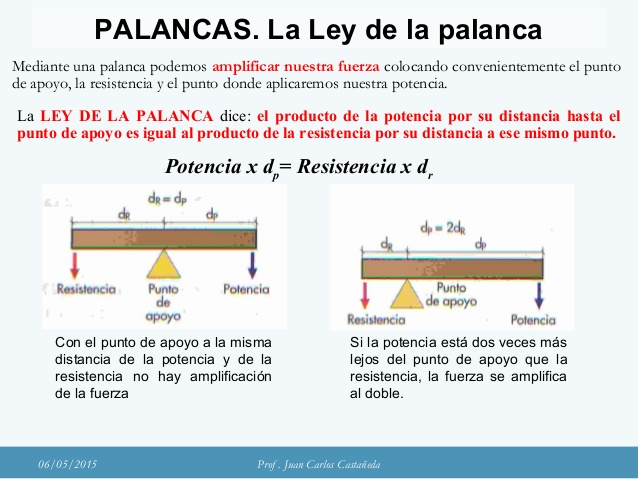 PALANCAS. La Ley de la palanca
Mediante una palanca podemos amplificar nuestra fuerza colocando convenientemente el punto
de apoyo, la resistencia y el punto donde aplicaremos nuestra potencia.
La LEY DE LA PALANCA dice: el producto de la potencia por su distancia hasta el
punto de apoyo es igual al producto de la resistencia por su distancia a ese mismo punto.
Potencia x dp= Resistencia x dr
dR = dP
dR dP
Resistencia Punto de apoyo Potencia
dP = 2dR
dR dP
Resistencia Punto de apoyo Potencia
Con el punto de apoyo a la misma
distancia de la potencia y de la
resistencia no hay amplificación
de la fuerza
Si la potencia está dos veces más
lejos del punto de apoyo que la
resistencia, la fuerza se amplifica
al doble.
06/05/2015 Prof . Juan Carlos Castañeda